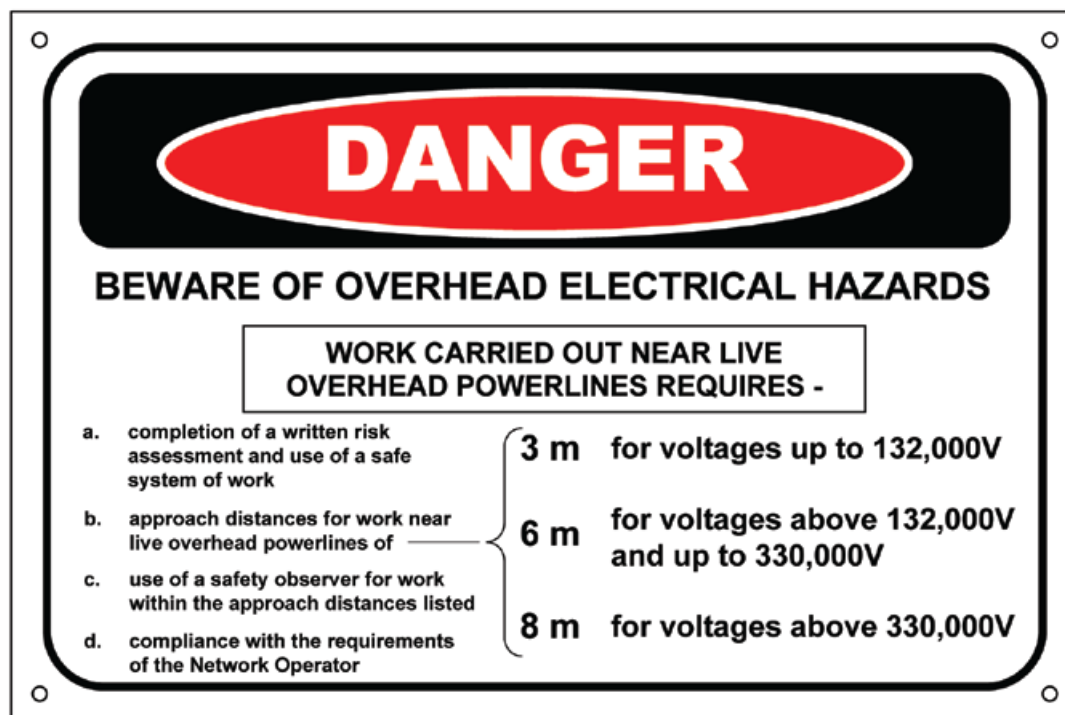 DANGER
BEWARE OF OVERHEAD ELECTRICAL HAZARDS
WORK CARRIED OUT NEAR LIVE
OVERHEAD POWERLINES REQUIRES -
a. completion of a written risk
assessment and use of a safe
system of work
b. approach distances for work near
live overhead powerlines of
c. use of a safety observer for work
within the approach distances listed
d. compliance with the requirements
of the Network Operator
3 m for voltages up to 132,000V
6 m for voltages above 132,000V
and up to 330,000V
8 m for voltages above 330,000V